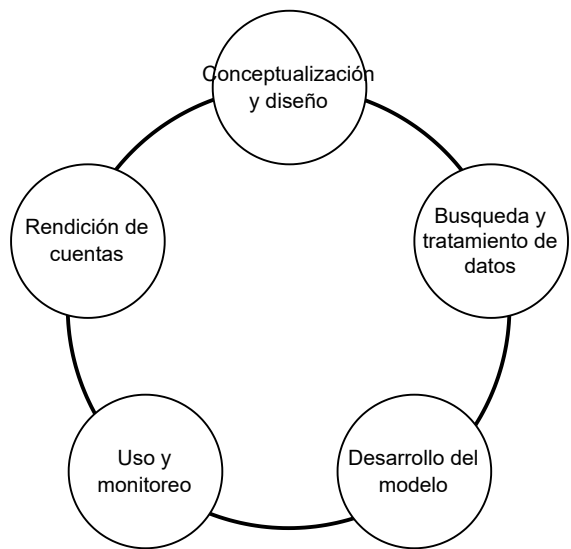 Conceptualización
y diseño
Busqueda y
tratamiento de
datos
Desarrollo del
modelo
Uso y
monitoreo
Rendición de
cuentas